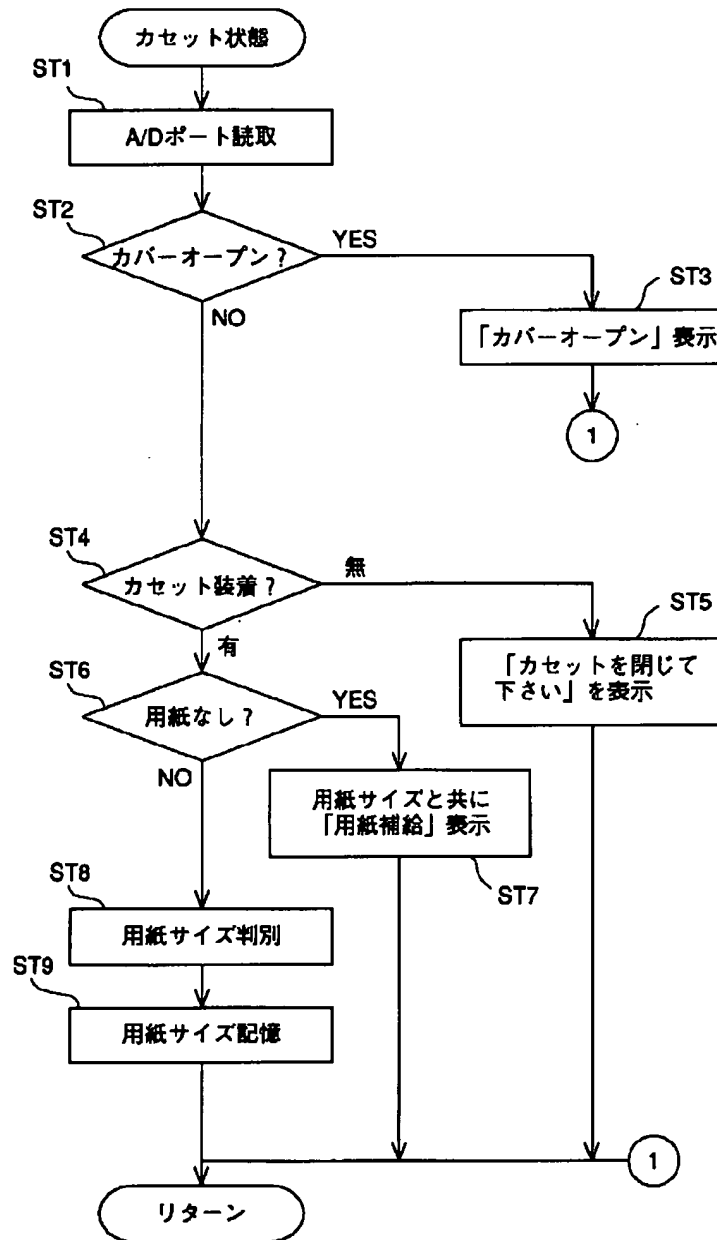 カセット状態
ST1
A/Dポート読取
ST2
カバーオープン？
YES
NO
ST3
「カバーオープン」表示
1
ST4
カセット装着？
無
有
ST5
「カセットを閉じて
下さい」を表示
ST6
用紙なし？
YES
NO
用紙サイズと共に
「用紙補給」表示
ST7
ST8
用紙サイズ判別
ST9
用紙サイズ記憶
1
リターン